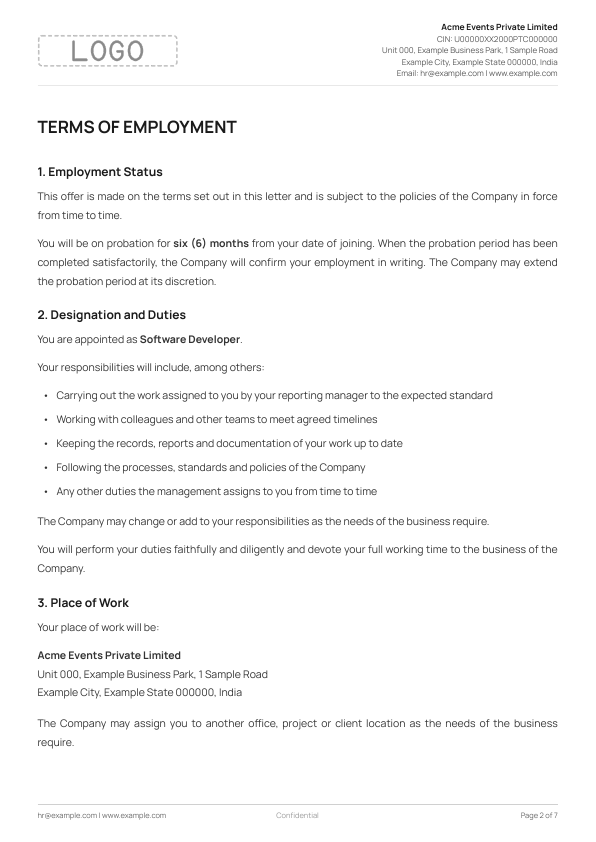 LOGO
Acme Events Private Limited
CIN: U00000XX2000PTC000000
Unit 000, Example Business Park, 1 Sample Road
Example City, Example State 000000, India
Email: hr@example.com | www.example.com
TERMS OF EMPLOYMENT
1. Employment Status
This offer is made on the terms set out in this letter and is subject to the policies of the Company in force
from time to time.
You will be on probation for six (6) months from your date of joining. When the probation period has been
completed satisfactorily, the Company will confirm your employment in writing. The Company may extend
the probation period at its discretion.
2. Designation and Duties
You are appointed as Software Developer.
Your responsibilities will include, among others:
• Carrying out the work assigned to you by your reporting manager to the expected standard
• Working with colleagues and other teams to meet agreed timelines
• Keeping the records, reports and documentation of your work up to date
• Following the processes, standards and policies of the Company
• Any other duties the management assigns to you from time to time
The Company may change or add to your responsibilities as the needs of the business require.
You will perform your duties faithfully and diligently and devote your full working time to the business of the
Company.
3. Place of Work
Your place of work will be:
Acme Events Private Limited
Unit 000, Example Business Park, 1 Sample Road
Example City, Example State 000000, India
The Company may assign you to another office, project or client location as the needs of the business
require.
hr@example.com | www.example.com
Confidential
Page 2 of 7